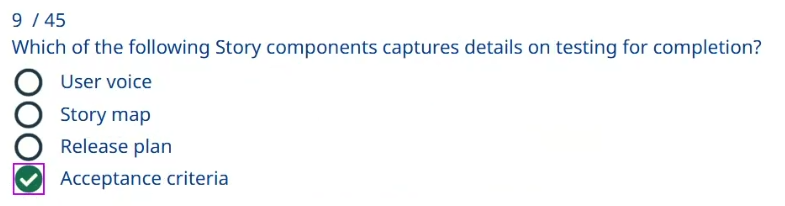 9 / 45
Which of the following Story components captures details on testing for completion?
User voice
Story map
Release plan
Acceptance criteria